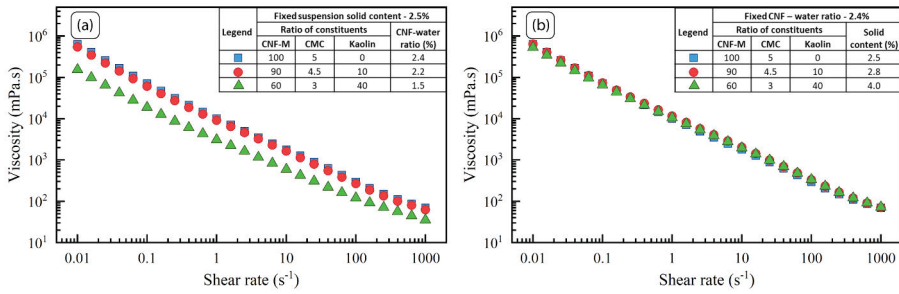 (a)
Legend
Fixed suspension solid content - 2.5%
Ratio of constituents
CNF-water ratio (%)
CNF-M CMC Kaolin
100 5 0 2.4
90 4.5 10 2.2
60 3 40 1.5
Viscosity (mPa.s)
10^6
10^5
10^4
10^3
10^2
10^1
0.01 0.1 1 10 100 1000
Shear rate (s^-1)
(b)
Legend
Fixed CNF – water ratio - 2.4%
Ratio of constituents
Solid content (%)
CNF-M CMC Kaolin
100 5 0 2.5
90 4.5 10 2.8
60 3 40 4.0
Viscosity (mPa.s)
10^6
10^5
10^4
10^3
10^2
10^1
0.01 0.1 1 10 100 1000
Shear rate (s^-1)